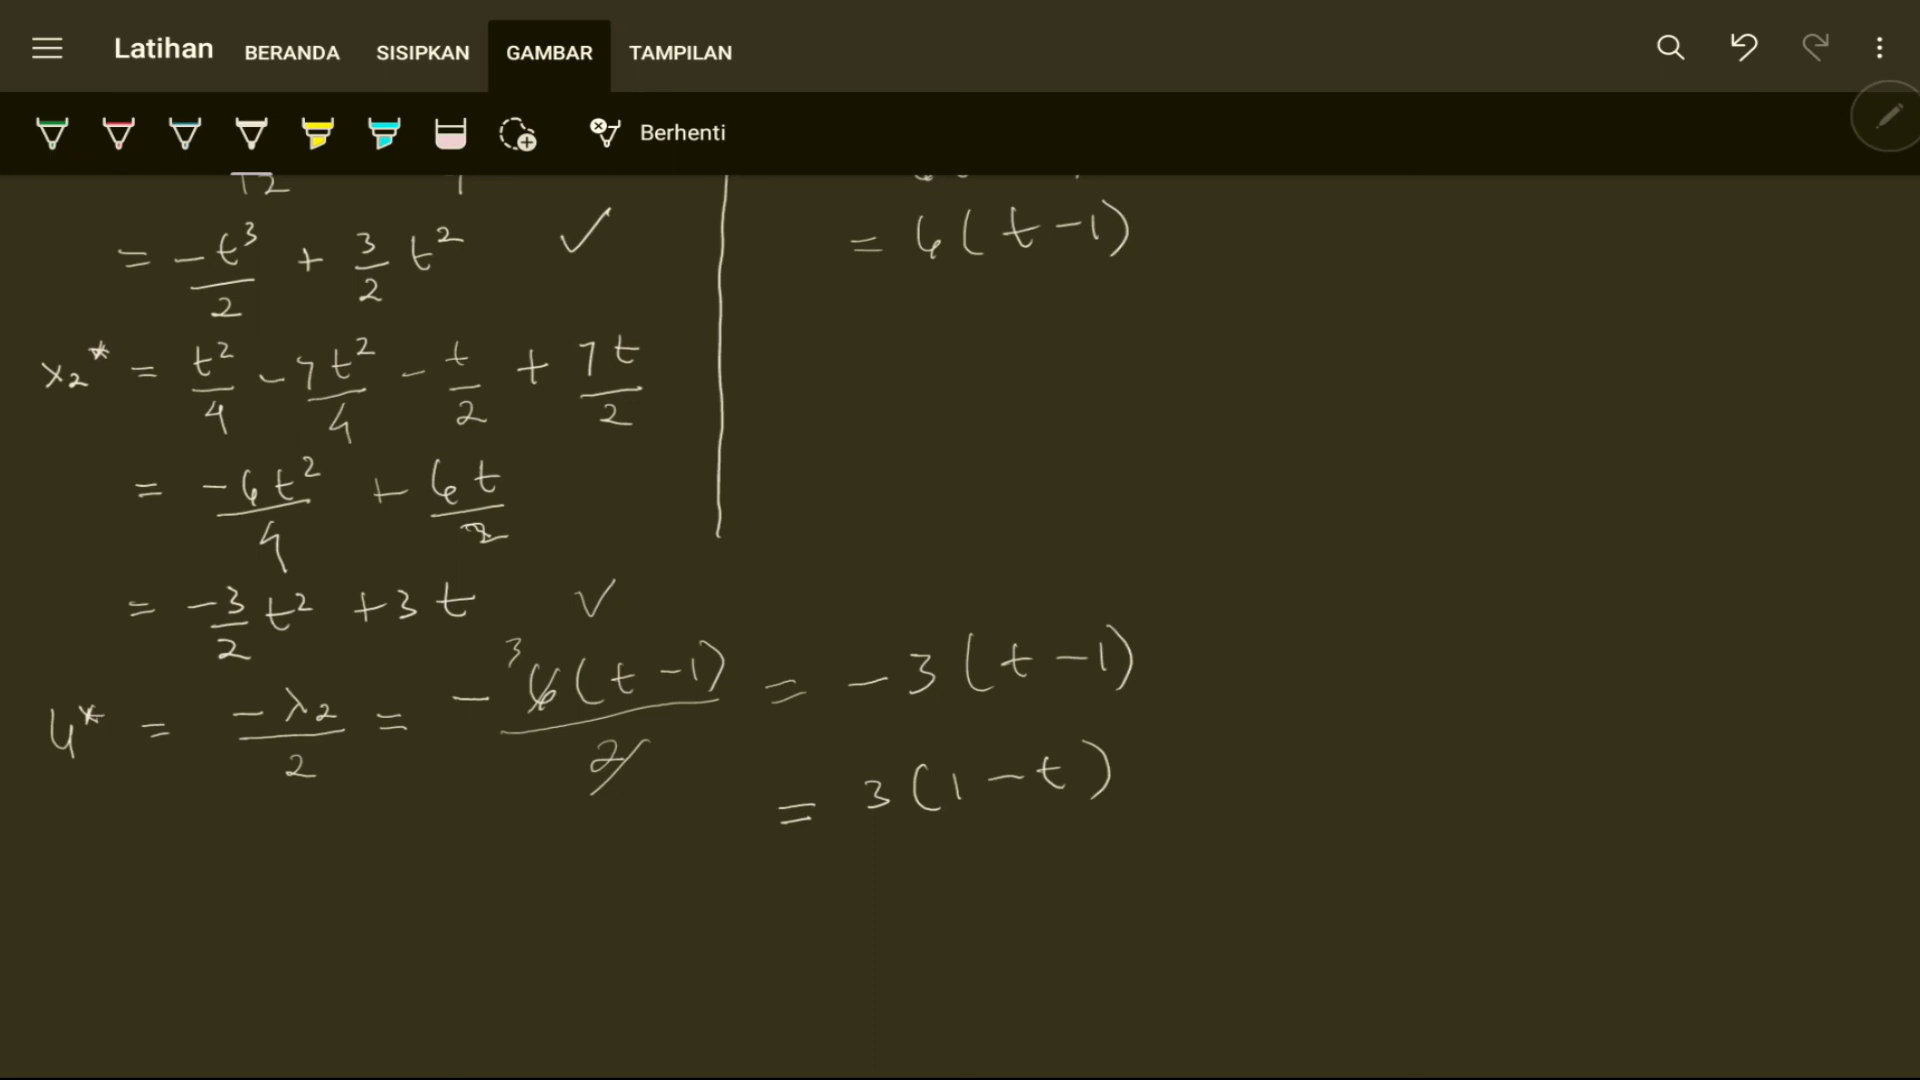 Latihan BERANDA SISIPKAN GAMBAR TAMPILAN
Berhenti
= -t³/2 + 3/2 t² ✓
x₂* = t²/4 - 7t²/4 - t/2 + 7t/2
= -6t²/4 + 6t/2
= -3/2 t² + 3t ✓
u* = -λ₂/2 = - ³6(t-1)/2 = -3(t-1)
= 3(1-t)
= 6(t-1)